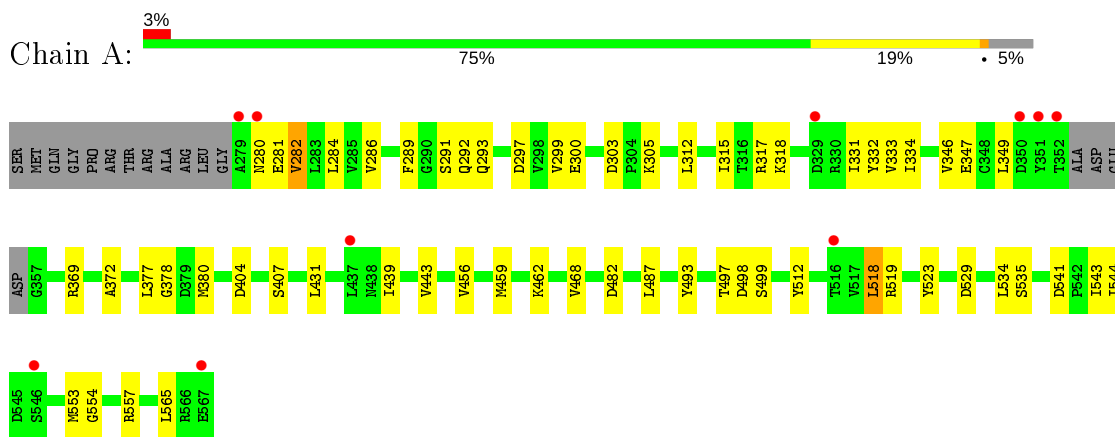 3%
Chain A:
75% 19% • 5%
SER MET GLN GLY PRO ARG THR ARG ALA ARG LEU GLY A279 N280 E281 V282 L283 L284 V285 V286 F289 G290 S291 Q292 Q293 D297 V298 V299 E300 D303 P304 K305 L312 I315 T316 R317 K318 D329 R330 I331 Y332 V333 I334 V346 E347 C348 L349 D350 Y351 T352 ALA ASP GLU
ASP G357 R369 A372 L377 G378 D379 M380 D404 S407 L431 L437 N438 I439 V443 V456 M459 K462 V468 D482 L487 Y493 T497 D498 S499 Y512 T516 V517 L518 R519 Y523 D529 L534 S535 D541 P542 I543 I544
D545 S546 M553 G554 R557 L565 R566 E567